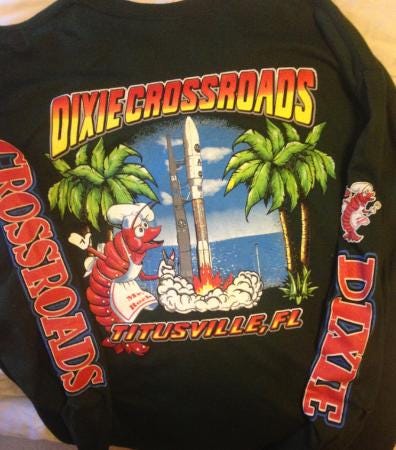 DIXIE CROSSROADS
CROSSROADS
DIXIE
TITUSVILLE, FL